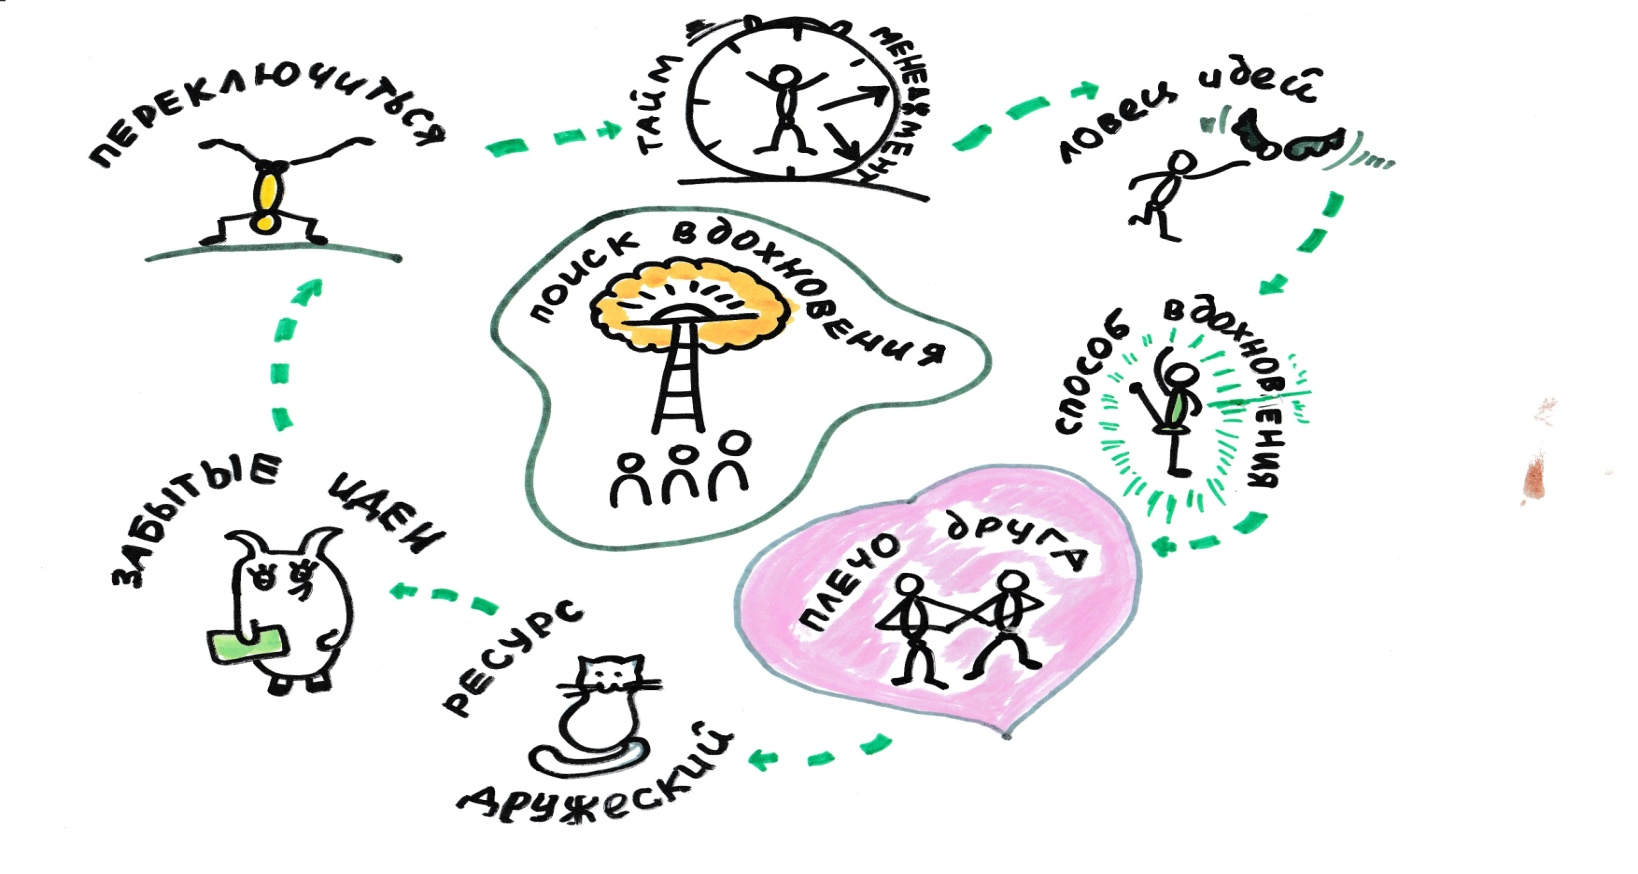 ПЕРЕКЛЮЧИТЬСЯ
ТАЙМ МЕНЕДЖМЕНТ
ловец идей
ПОИСК ВДОХНОВЕНИЯ
СПОСОБ ВДОХНОВЕНИЯ
ПЛЕЧО ДРУГА
ДРУЖЕСКИЙ РЕСУРС
ЗАБЫТЫЕ ИДЕИ